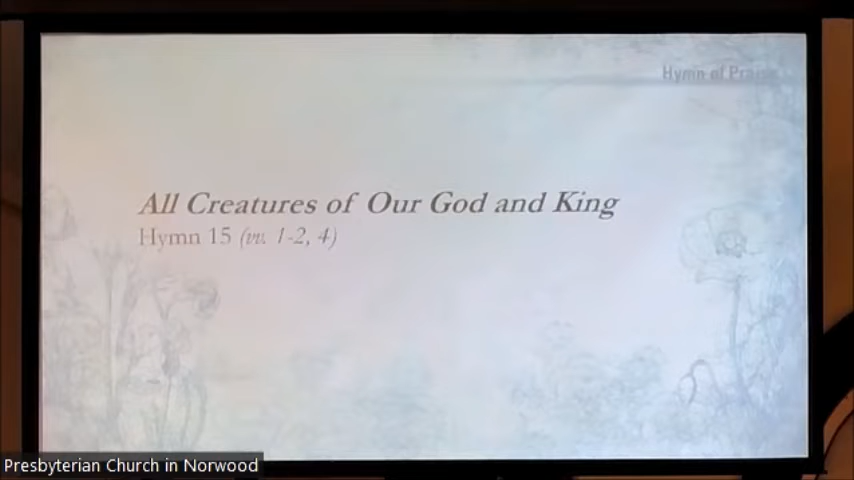 Hymn of Praise
All Creatures of Our God and King
Hymn 15 (vv. 1-2, 4)
Presbyterian Church in Norwood